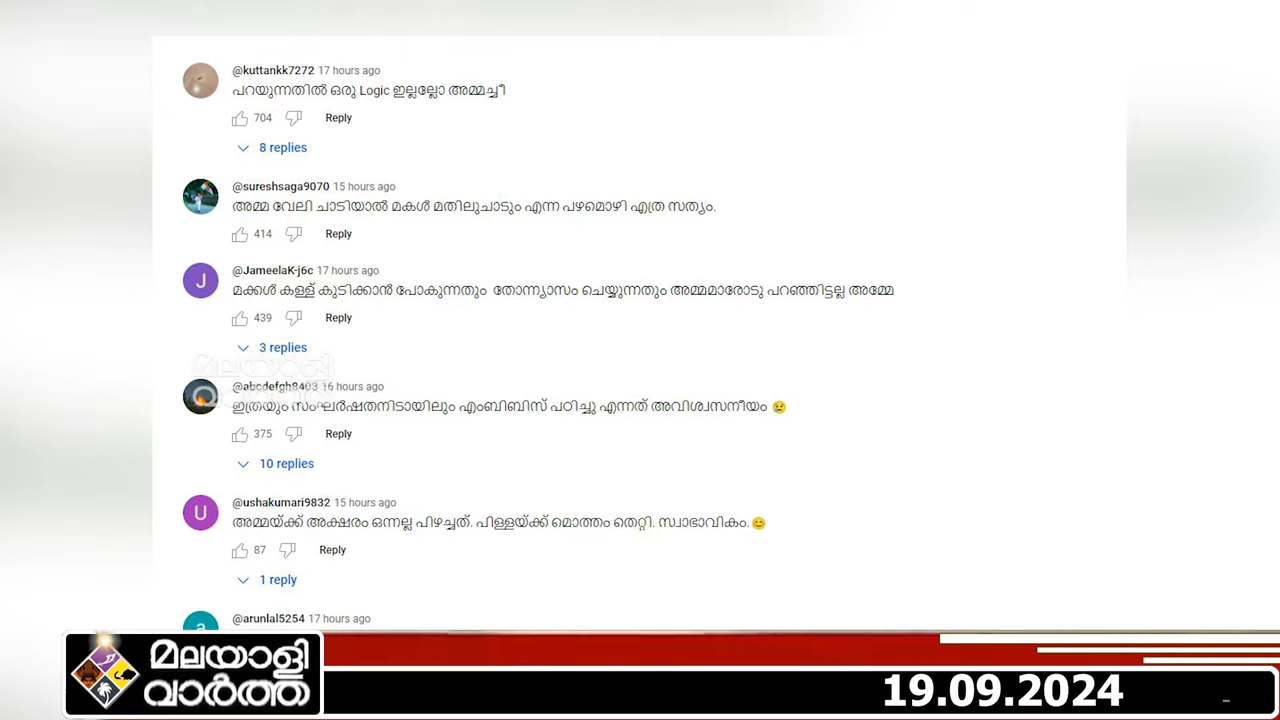 @kuttankk7272 17 hours ago
പറയുന്നതിൽ ഒരു Logic ഇല്ലല്ലോ അമ്മച്ചീ
704 Reply
8 replies
@sureshsaga9070 15 hours ago
അമ്മ വേലി ചാടിയാൽ മകൾ മതിലുചാടും എന്ന പഴമൊഴി എത്ര സത്യം.
414 Reply
J
@JameelaK-j6c 17 hours ago
മക്കൾ കള്ള് കുടിക്കാൻ പോകുന്നതും തോന്ന്യാസം ചെയ്യുന്നതും അമ്മമാരോടു പറഞ്ഞിട്ടല്ല അമ്മേ
439 Reply
3 replies
മലയാളി
വാർത്ത
@abcdefgh8403 16 hours ago
ഇത്രയും സംഘർഷതനിടായിലും എംബിബിസ് പഠിച്ചു എന്നത് അവിശ്വസനീയം 😢
375 Reply
10 replies
U
@ushakumari9832 15 hours ago
അമ്മയ്ക്ക് അക്ഷരം ഒന്നല്ല പിഴച്ചത്. പിള്ളയ്ക്ക് മൊത്തം തെറ്റി. സ്വാഭാവികം.😊
87 Reply
1 reply
a
@arunlal5254 17 hours ago
മലയാളി
വാർത്ത
19.09.2024